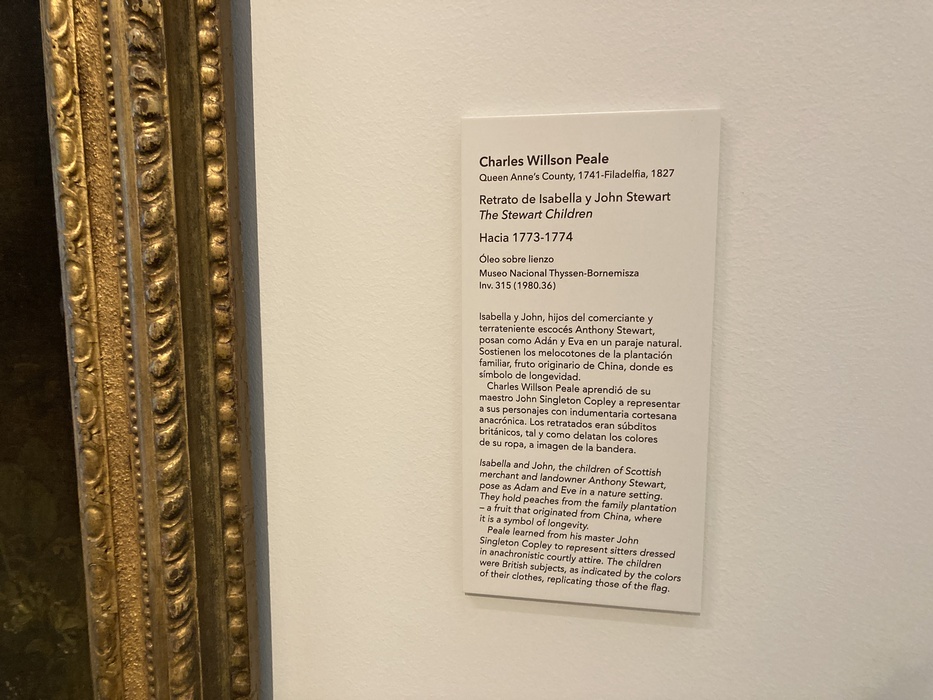 Charles Willson Peale
Queen Anne's County, 1741-Filadelfia, 1827
Retrato de Isabella y John Stewart
The Stewart Children
Hacia 1773-1774
Óleo sobre lienzo
Museo Nacional Thyssen-Bornemisza
Inv. 315 (1980.36)
Isabella y John, hijos del comerciante y
terrateniente escocés Anthony Stewart,
posan como Adán y Eva en un paraje natural.
Sostienen los melocotones de la plantación
familiar, fruto originario de China, donde es
símbolo de longevidad.
Charles Willson Peale aprendió de su
maestro John Singleton Copley a representar
a sus personajes con indumentaria cortesana
anacrónica. Los retratados eran súbditos
británicos, tal y como delatan los colores
de su ropa, a imagen de la bandera.
Isabella and John, the children of Scottish
merchant and landowner Anthony Stewart,
pose as Adam and Eve in a nature setting.
They hold peaches from the family plantation
– a fruit that originated from China, where
it is a symbol of longevity.
Peale learned from his master John
Singleton Copley to represent sitters dressed
in anachronistic courtly attire. The children
were British subjects, as indicated by the colors
of their clothes, replicating those of the flag.